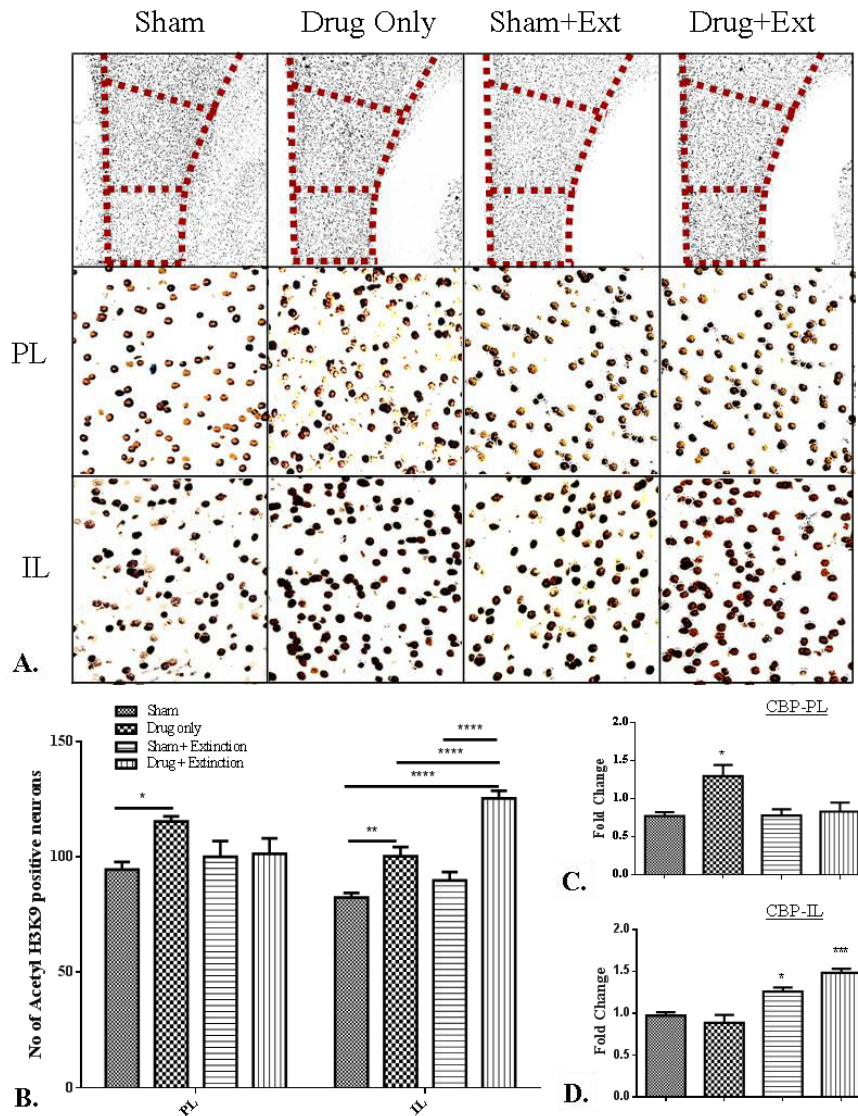 Sham Drug Only Sham+Ext Drug+Ext
PL
IL
A.
Sham
Drug only
Sham+ Extinction
Drug + Extinction
150
100
50
0
No of Acetyl H3K9 positive neurons
*
**
****
****
****
PL
IL
B.
CBP-PL
2.0
1.5
1.0
0.5
0.0
Fold Change
*
C.
CBP-IL
2.0
1.5
1.0
0.5
0.0
Fold Change
*
***
D.